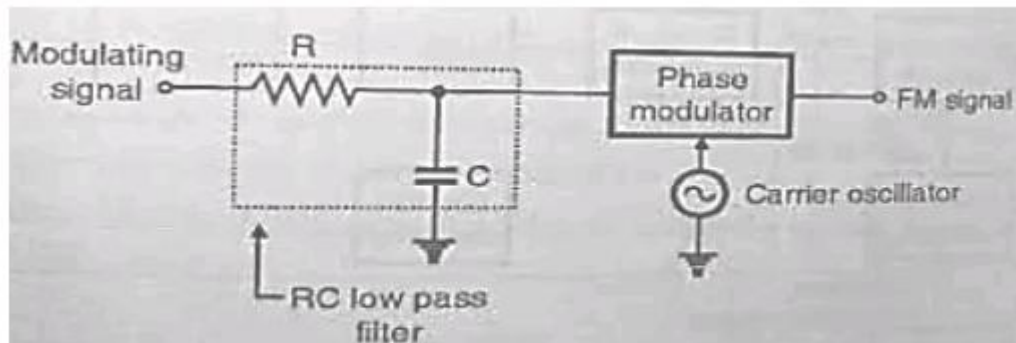 R
Modulating
signal
Phase
modulator
FM signal
C
Carrier oscillator
RC low pass
filter